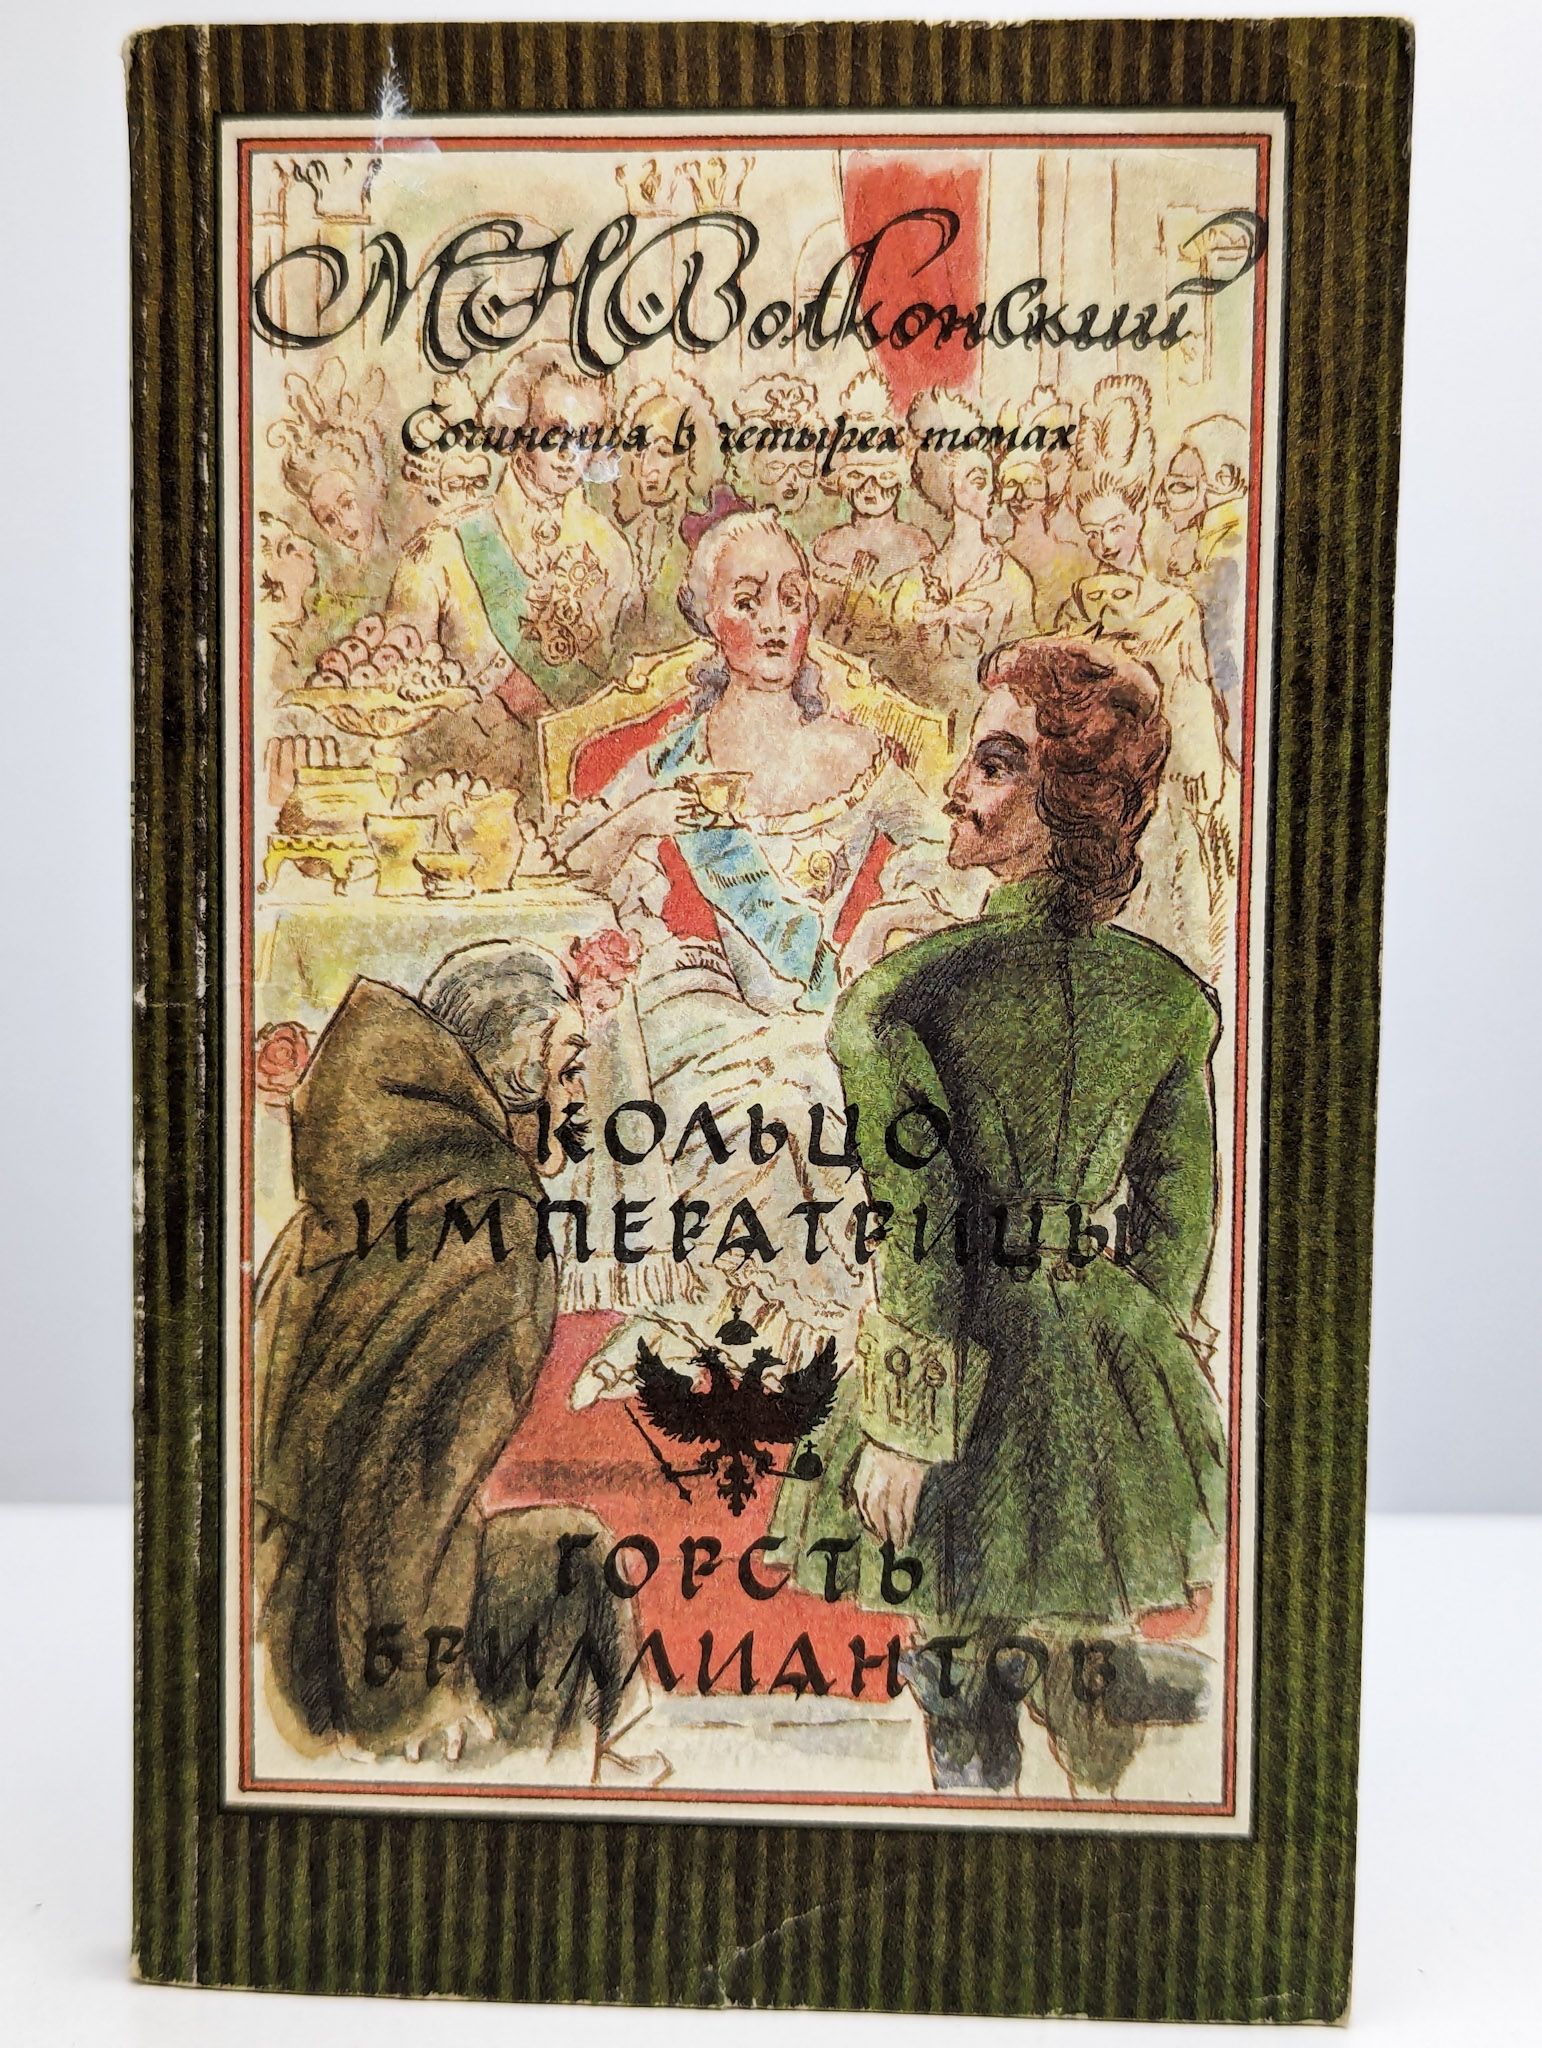 М.Н.Волконский
Сочинения в четырех томах
КОЛЬЦО
ИМПЕРАТРИЦЫ
ГОРСТЬ
БРИЛЛИАНТОВ